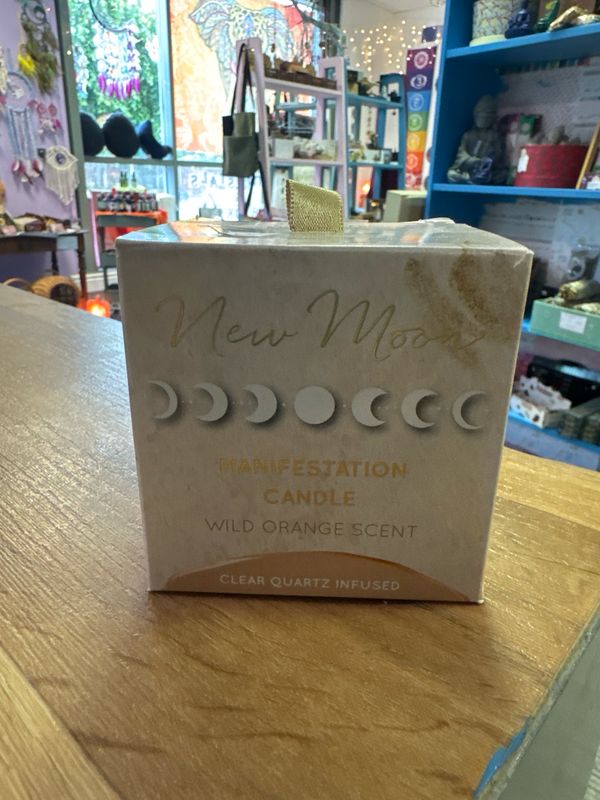 New Moon
MANIFESTATION
CANDLE
WILD ORANGE SCENT
CLEAR QUARTZ INFUSED